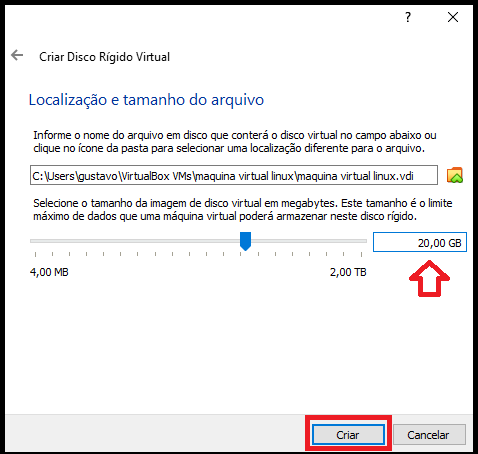 ?
Criar Disco Rígido Virtual
Localização e tamanho do arquivo
Informe o nome do arquivo em disco que conterá o disco virtual no campo abaixo ou
clique no ícone da pasta para selecionar uma localização diferente para o arquivo.
C:\Users\gustavo\VirtualBox VMs\maquina virtual linux\maquina virtual linux.vdi
Selecione o tamanho da imagem de disco virtual em megabytes. Este tamanho é o limite
máximo de dados que uma máquina virtual poderá armazenar neste disco rígido.
20,00 GB
4,00 MB 2,00 TB
Criar Cancelar